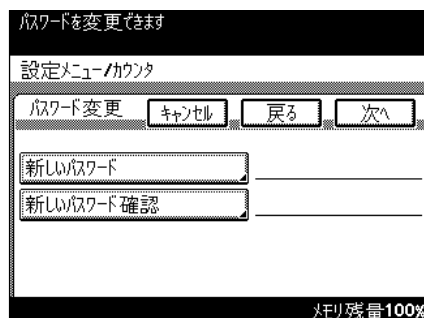 パスワードを変更できます
設定メニュー/カウンタ
パスワード変更 キャンセル 戻る 次へ
新しいパスワード
新しいパスワード確認
メモリ残量100%